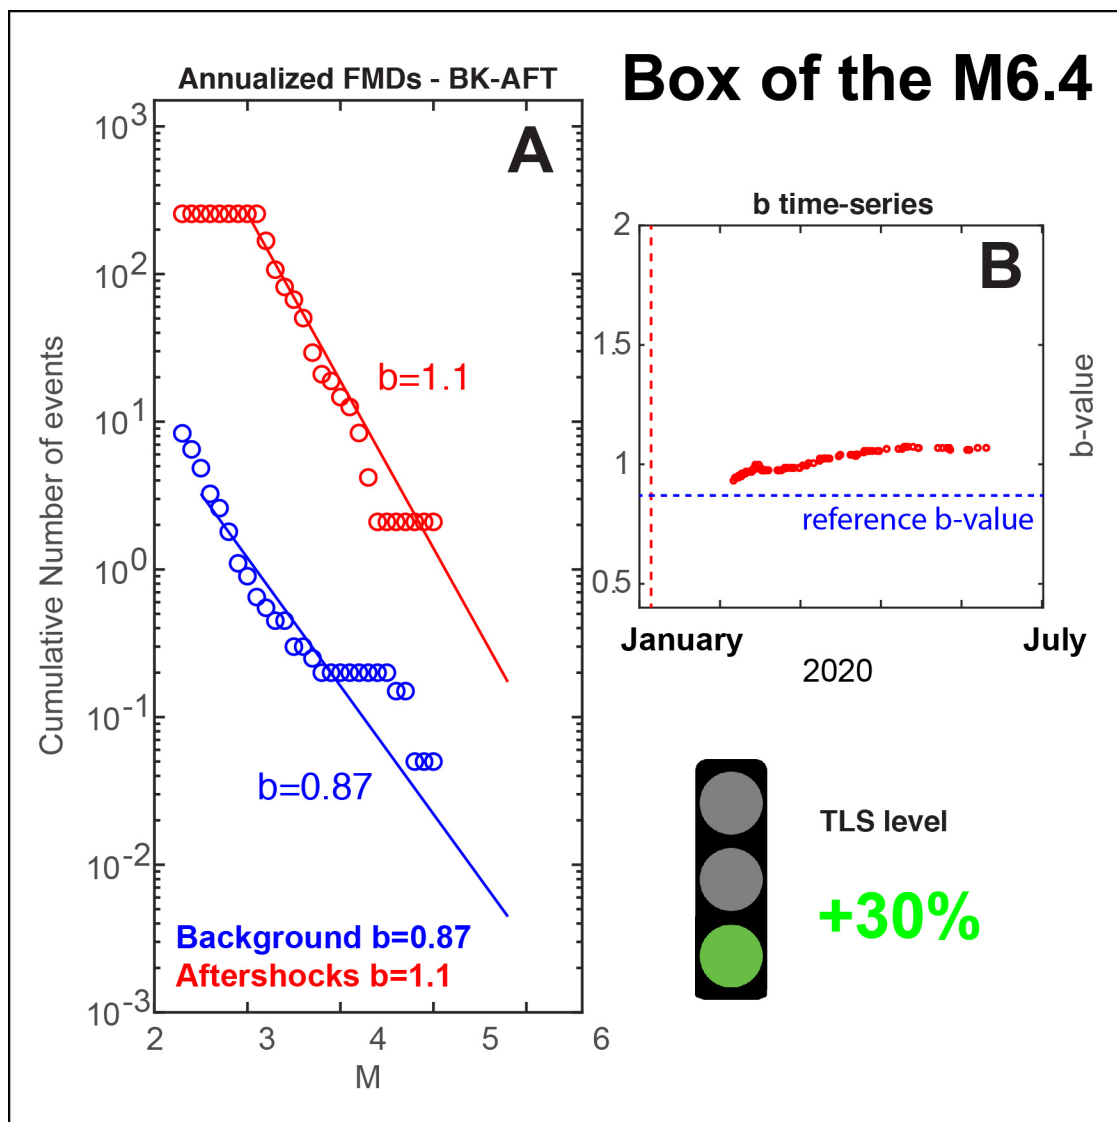 Box of the M6.4
Annualized FMDs - BK-AFT
A
10^3
10^2
10^1
10^0
10^-1
10^-2
10^-3
Cumulative Number of events
b=1.1
b=0.87
Background b=0.87
Aftershocks b=1.1
2 3 4 5 6
M
b time-series
B
2
1.5
1
0.5
b-value
reference b-value
January July
2020
TLS level
+30%